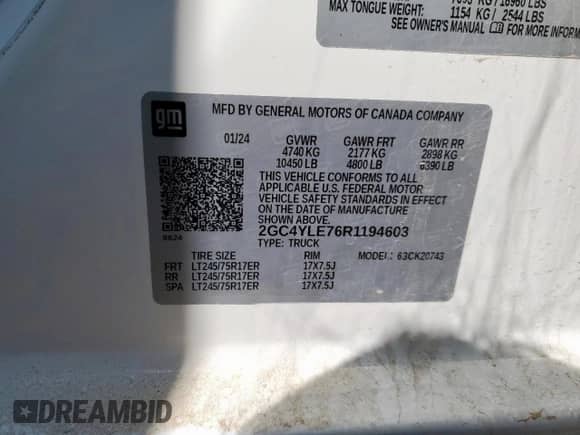 MAX TONGUE WEIGHT:
1154 KG / 2544 LBS
SEE OWNER'S MANUAL FOR MORE INFORM
gm
MFD BY GENERAL MOTORS OF CANADA COMPANY
01/24 GVWR GAWR FRT GAWR RR
4740 KG 2177 KG 2898 KG
10450 LB 4800 LB 6390 LB
THIS VEHICLE CONFORMS TO ALL
APPLICABLE U.S. FEDERAL MOTOR
VEHICLE SAFETY STANDARDS IN EFFECT
ON THE DATE OF MANUFACTURE
SHOWN ABOVE.
2GC4YLE76R1194603
TYPE: TRUCK MODEL: 63CK20743
TIRE SIZE RIM
FRT LT245/75R17ER 17X7.5J
RR LT245/75R17ER 17X7.5J
SPA LT245/75R17ER 17X7.5J
DREAMBID